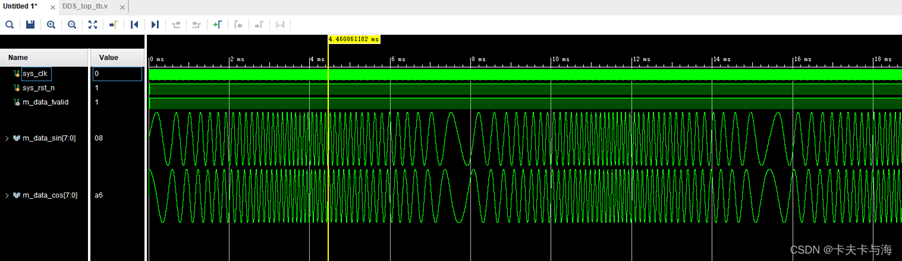 Untitled 1* × DDS_top_tb.v ×
4.460861182 ms
Name Value
0 ms 2 ms 4 ms 6 ms 8 ms 10 ms 12 ms 14 ms 16 ms 18 ms
sys_clk 0
sys_rst_n 1
m_data_tvalid 1
m_data_sin[7:0] 08
m_data_cos[7:0] a6
CSDN @卡夫卡与海